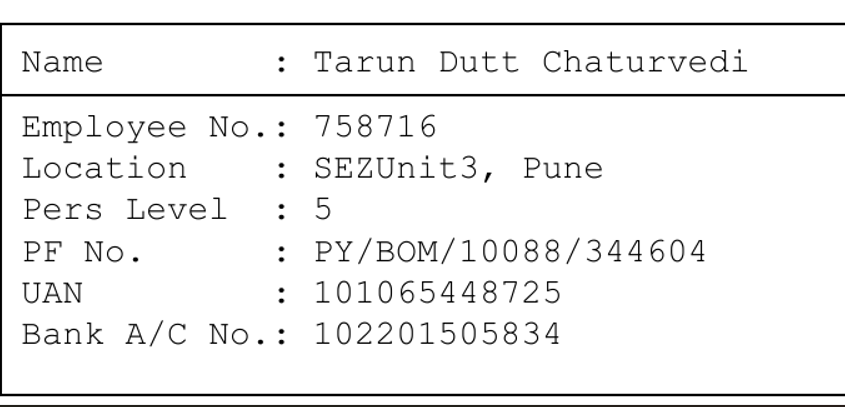 Name : Tarun Dutt Chaturvedi
Employee No.: 758716
Location : SEZUnit3, Pune
Pers Level : 5
PF No. : PY/BOM/10088/344604
UAN : 101065448725
Bank A/C No.: 102201505834